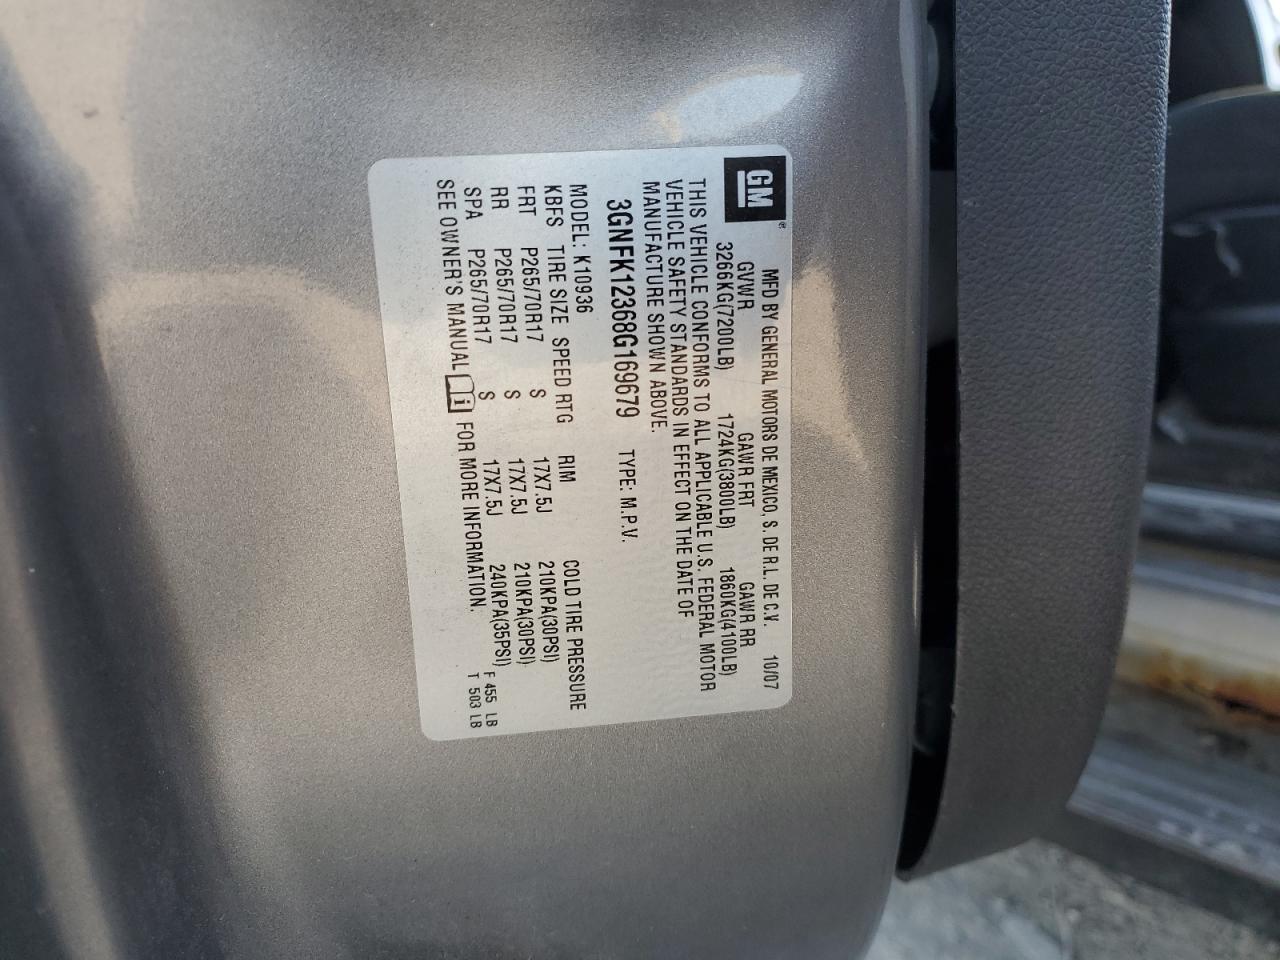 GM®
MFD BY GENERAL MOTORS DE MEXICO, S. DE R.L. DE C.V. 10/07
GVWR GAWR FRT GAWR RR
3266KG(7200LB) 1724KG(3800LB) 1860KG(4100LB)
THIS VEHICLE CONFORMS TO ALL APPLICABLE U.S. FEDERAL MOTOR
VEHICLE SAFETY STANDARDS IN EFFECT ON THE DATE OF
MANUFACTURE SHOWN ABOVE.
3GNFK12368G169679 TYPE: M.P.V.
MODEL: K10936
KBFS TIRE SIZE SPEED RTG RIM COLD TIRE PRESSURE
FRT P265/70R17 S 17X7.5J 210KPA(30PSI)
RR P265/70R17 S 17X7.5J 210KPA(30PSI)
SPA P265/70R17 S 17X7.5J 240KPA(35PSI) F 455 LB
SEE OWNER'S MANUAL i FOR MORE INFORMATION. T 503 LB